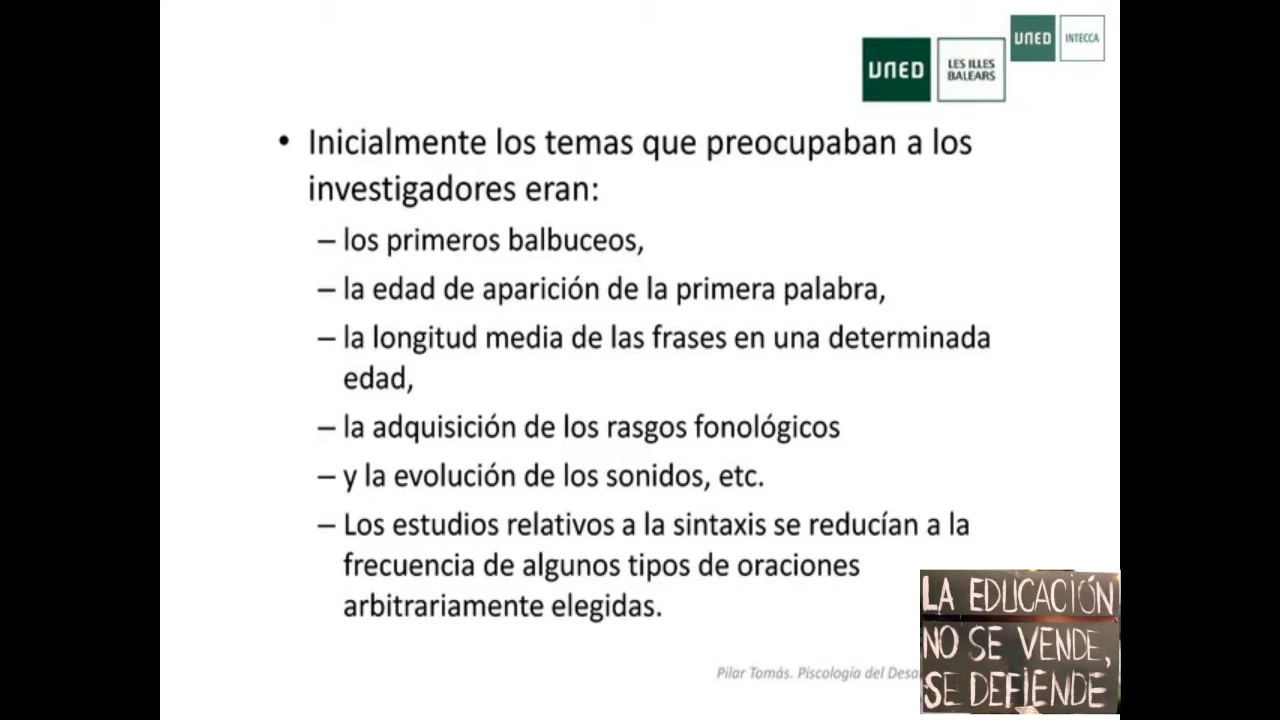 UNED
INTECCA
UNED
LES ILLES
BALEARS
• Inicialmente los temas que preocupaban a los
investigadores eran:
– los primeros balbuceos,
– la edad de aparición de la primera palabra,
– la longitud media de las frases en una determinada
edad,
– la adquisición de los rasgos fonológicos
– y la evolución de los sonidos, etc.
– Los estudios relativos a la sintaxis se reducían a la
frecuencia de algunos tipos de oraciones
arbitrariamente elegidas.
Pilar Tomás. Piscología del
LA EDUCACIÓN
NO SE VENDE,
SE DEFIENDE